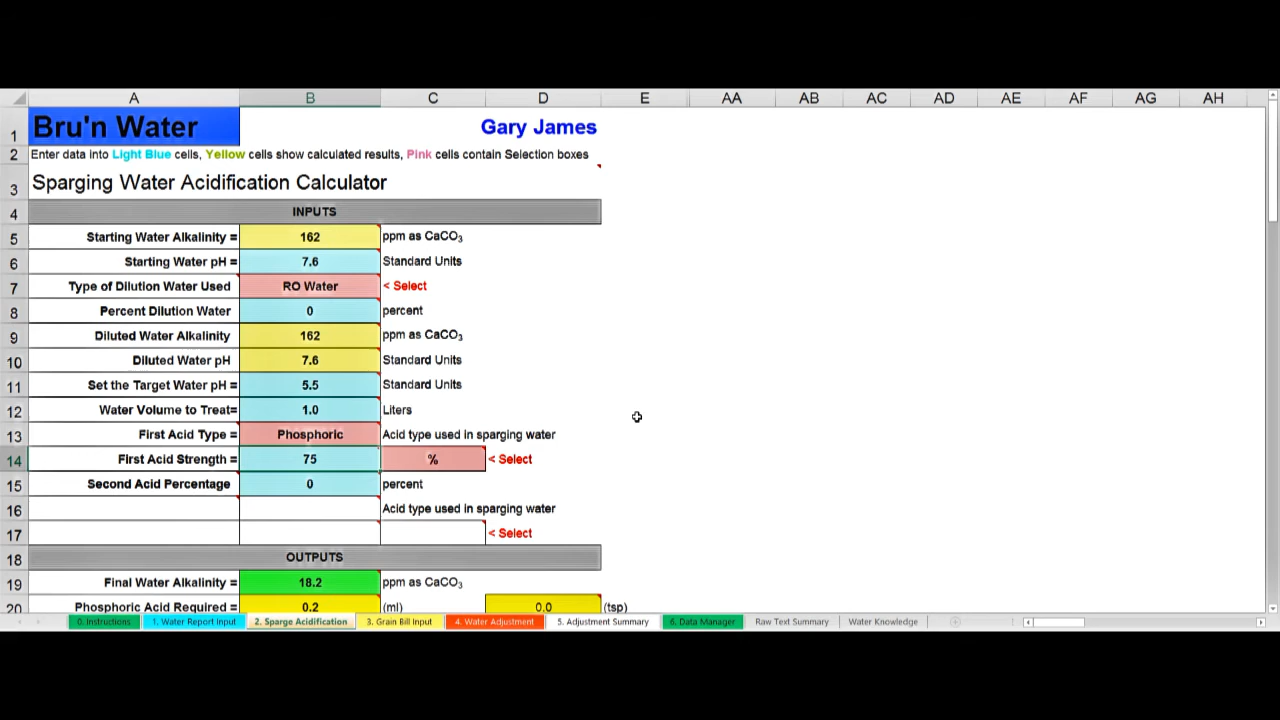 A B C D E AA AB AC AD AE AF AG AH
1 Bru'n Water Gary James
2 Enter data into Light Blue cells, Yellow cells show calculated results, Pink cells contain Selection boxes
3 Sparging Water Acidification Calculator
4 INPUTS
5 Starting Water Alkalinity = 162 ppm as CaCO₃
6 Starting Water pH = 7.6 Standard Units
7 Type of Dilution Water Used RO Water < Select
8 Percent Dilution Water 0 percent
9 Diluted Water Alkalinity 162 ppm as CaCO₃
10 Diluted Water pH 7.6 Standard Units
11 Set the Target Water pH = 5.5 Standard Units
12 Water Volume to Treat= 1.0 Liters
13 First Acid Type = Phosphoric Acid type used in sparging water
14 First Acid Strength = 75 % < Select
15 Second Acid Percentage 0 percent
16 Acid type used in sparging water
17 < Select
18 OUTPUTS
19 Final Water Alkalinity = 18.2 ppm as CaCO₃
20 Phosphoric Acid Required = 0.2 (ml) 0.0 (tsp)
0. Instructions 1. Water Report Input 2. Sparge Acidification 3. Grain Bill Input 4. Water Adjustment 5. Adjustment Summary 6. Data Manager Raw Text Summary Water Knowledge